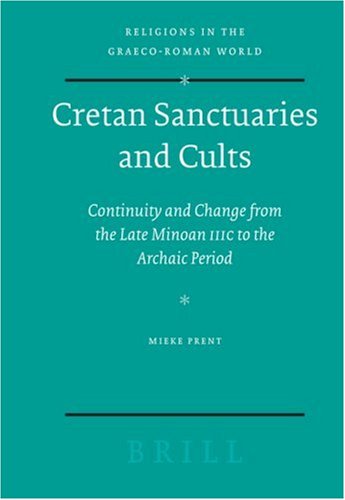 RELIGIONS IN THE
GRAECO-ROMAN WORLD
*
Cretan Sanctuaries
and Cults
Continuity and Change from
the Late Minoan IIIC to the
Archaic Period
*
MIEKE PRENT
BRILL